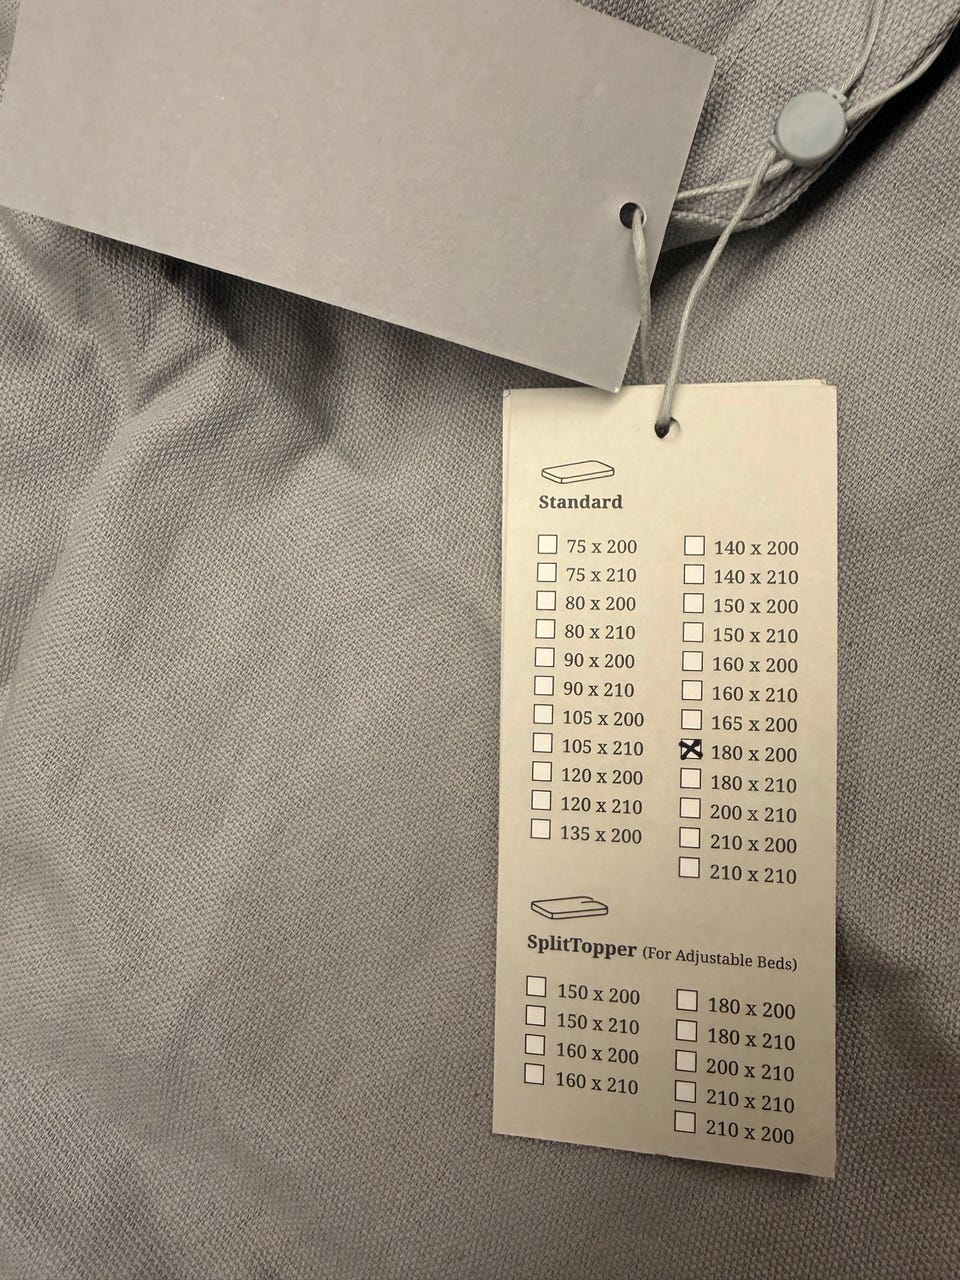 Standard
75 x 200
75 x 210
80 x 200
80 x 210
90 x 200
90 x 210
105 x 200
105 x 210
120 x 200
120 x 210
135 x 200
140 x 200
140 x 210
150 x 200
150 x 210
160 x 200
160 x 210
165 x 200
180 x 200
180 x 210
200 x 210
210 x 200
210 x 210
SplitTopper (For Adjustable Beds)
150 x 200
150 x 210
160 x 200
160 x 210
180 x 200
180 x 210
200 x 210
210 x 210
210 x 200